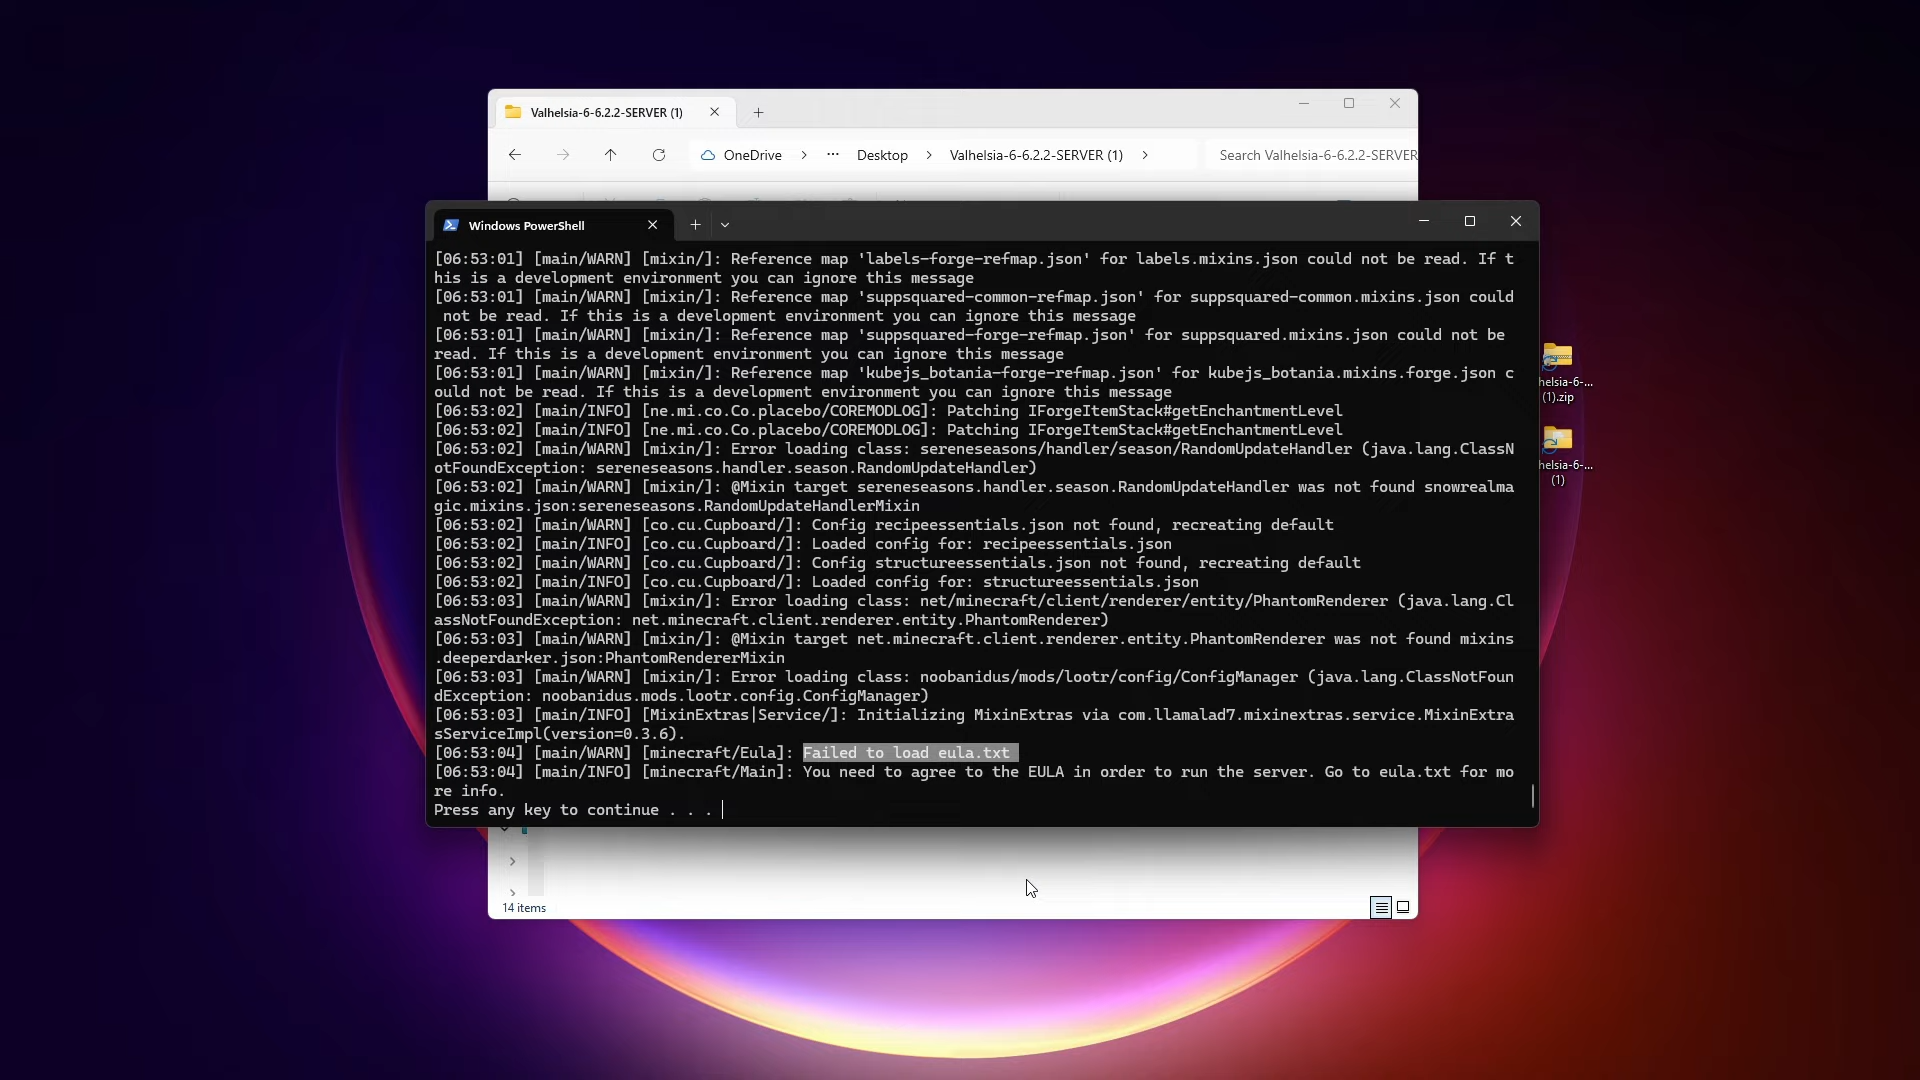 Valhelsia-6-6.2.2-SERVER (1)
OneDrive > ... Desktop > Valhelsia-6-6.2.2-SERVER (1) >
Search Valhelsia-6-6.2.2-SERVER
Windows PowerShell
[06:53:01] [main/WARN] [mixin/]: Reference map 'labels-forge-refmap.json' for labels.mixins.json could not be read. If t
his is a development environment you can ignore this message
[06:53:01] [main/WARN] [mixin/]: Reference map 'suppsquared-common-refmap.json' for suppsquared-common.mixins.json could
not be read. If this is a development environment you can ignore this message
[06:53:01] [main/WARN] [mixin/]: Reference map 'suppsquared-forge-refmap.json' for suppsquared.mixins.json could not be
read. If this is a development environment you can ignore this message
[06:53:01] [main/WARN] [mixin/]: Reference map 'kubejs_botania-forge-refmap.json' for kubejs_botania.mixins.forge.json c
ould not be read. If this is a development environment you can ignore this message
[06:53:02] [main/INFO] [ne.mi.co.Co.placebo/COREMODLOG]: Patching IForgeItemStack#getEnchantmentLevel
[06:53:02] [main/INFO] [ne.mi.co.Co.placebo/COREMODLOG]: Patching IForgeItemStack#getEnchantmentLevel
[06:53:02] [main/WARN] [mixin/]: Error loading class: sereneseasons/handler/season/RandomUpdateHandler (java.lang.ClassN
otFoundException: sereneseasons.handler.season.RandomUpdateHandler)
[06:53:02] [main/WARN] [mixin/]: @Mixin target sereneseasons.handler.season.RandomUpdateHandler was not found snowrealma
gic.mixins.json:sereneseasons.RandomUpdateHandlerMixin
[06:53:02] [main/WARN] [co.cu.Cupboard/]: Config recipeessentials.json not found, recreating default
[06:53:02] [main/INFO] [co.cu.Cupboard/]: Loaded config for: recipeessentials.json
[06:53:02] [main/WARN] [co.cu.Cupboard/]: Config structureessentials.json not found, recreating default
[06:53:02] [main/INFO] [co.cu.Cupboard/]: Loaded config for: structureessentials.json
[06:53:03] [main/WARN] [mixin/]: Error loading class: net/minecraft/client/renderer/entity/PhantomRenderer (java.lang.Cl
assNotFoundException: net.minecraft.client.renderer.entity.PhantomRenderer)
[06:53:03] [main/WARN] [mixin/]: @Mixin target net.minecraft.client.renderer.entity.PhantomRenderer was not found mixins
.deeperdarker.json:PhantomRendererMixin
[06:53:03] [main/WARN] [mixin/]: Error loading class: noobanidus/mods/lootr/config/ConfigManager (java.lang.ClassNotFoun
dException: noobanidus.mods.lootr.config.ConfigManager)
[06:53:03] [main/INFO] [MixinExtras|Service/]: Initializing MixinExtras via com.llamalad7.mixinextras.service.MixinExtra
sServiceImpl(version=0.3.6).
[06:53:04] [main/WARN] [minecraft/Eula]: Failed to load eula.txt
[06:53:04] [main/INFO] [minecraft/Main]: You need to agree to the EULA in order to run the server. Go to eula.txt for mo
re info.
Press any key to continue . . .
helsia-6-...
(1).zip
helsia-6-...
(1)
14 items